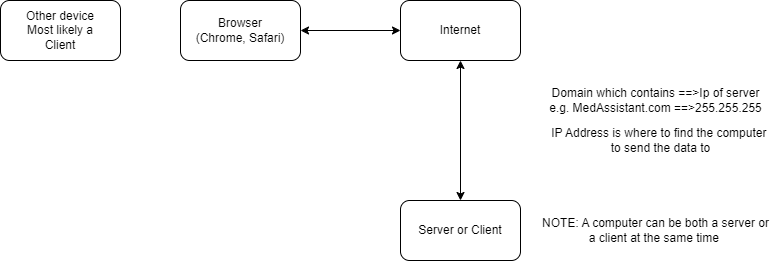 Other device
Most likely a
Client
Browser
(Chrome, Safari)
Internet
Domain which contains ==>Ip of server
e.g. MedAssistant.com ==>255.255.255
IP Address is where to find the computer
to send the data to
Server or Client
NOTE: A computer can be both a server or
a client at the same time